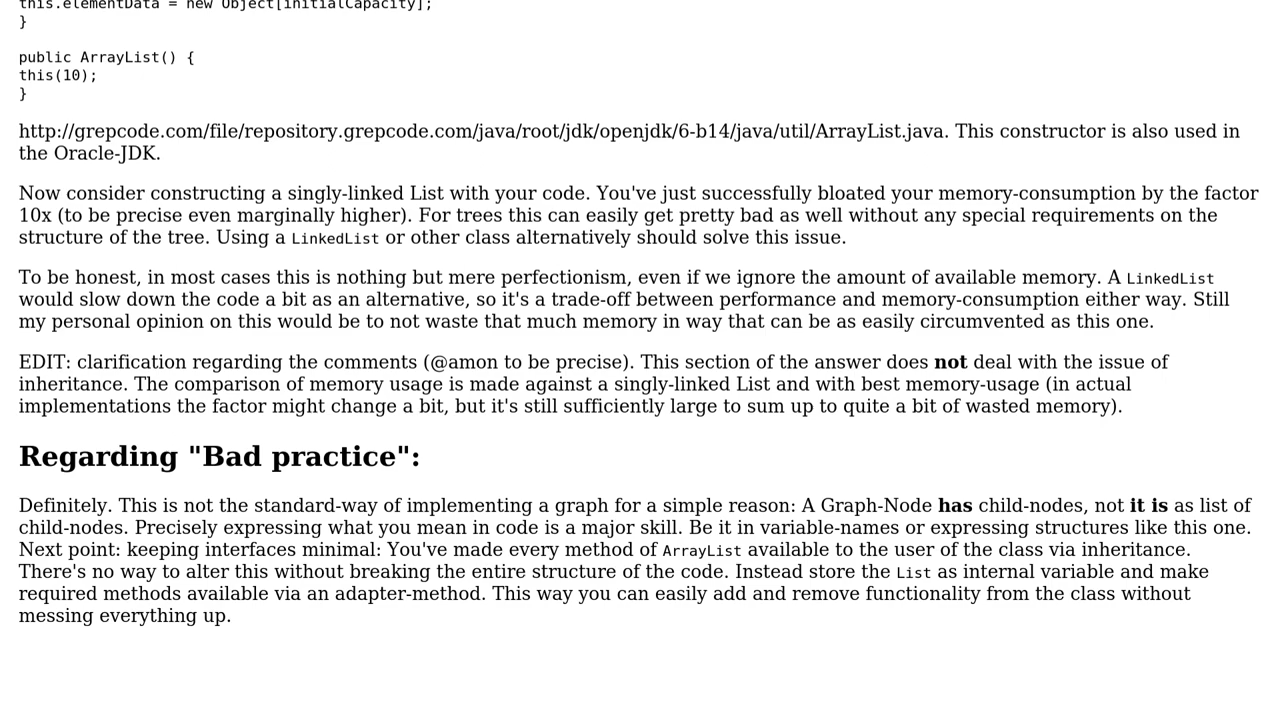 this.elementData = new Object[initialCapacity];
}
public ArrayList() {
this(10);
}
http://grepcode.com/file/repository.grepcode.com/java/root/jdk/openjdk/6-b14/java/util/ArrayList.java. This constructor is also used in
the Oracle-JDK.
Now consider constructing a singly-linked List with your code. You've just successfully bloated your memory-consumption by the factor
10x (to be precise even marginally higher). For trees this can easily get pretty bad as well without any special requirements on the
structure of the tree. Using a LinkedList or other class alternatively should solve this issue.
To be honest, in most cases this is nothing but mere perfectionism, even if we ignore the amount of available memory. A LinkedList
would slow down the code a bit as an alternative, so it's a trade-off between performance and memory-consumption either way. Still
my personal opinion on this would be to not waste that much memory in way that can be as easily circumvented as this one.
EDIT: clarification regarding the comments (@amon to be precise). This section of the answer does not deal with the issue of
inheritance. The comparison of memory usage is made against a singly-linked List and with best memory-usage (in actual
implementations the factor might change a bit, but it's still sufficiently large to sum up to quite a bit of wasted memory).
Regarding "Bad practice":
Definitely. This is not the standard-way of implementing a graph for a simple reason: A Graph-Node has child-nodes, not it is as list of
child-nodes. Precisely expressing what you mean in code is a major skill. Be it in variable-names or expressing structures like this one.
Next point: keeping interfaces minimal: You've made every method of ArrayList available to the user of the class via inheritance.
There's no way to alter this without breaking the entire structure of the code. Instead store the List as internal variable and make
required methods available via an adapter-method. This way you can easily add and remove functionality from the class without
messing everything up.